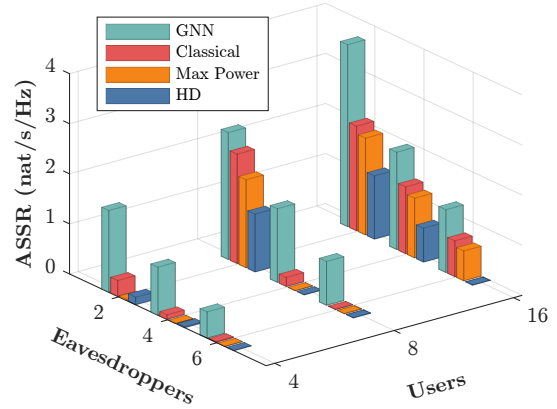 GNN
Classical
Max Power
HD
4
3
2
1
0
ASSR (nat/s/Hz)
2
4
6
Eavesdroppers
4
8
16
Users